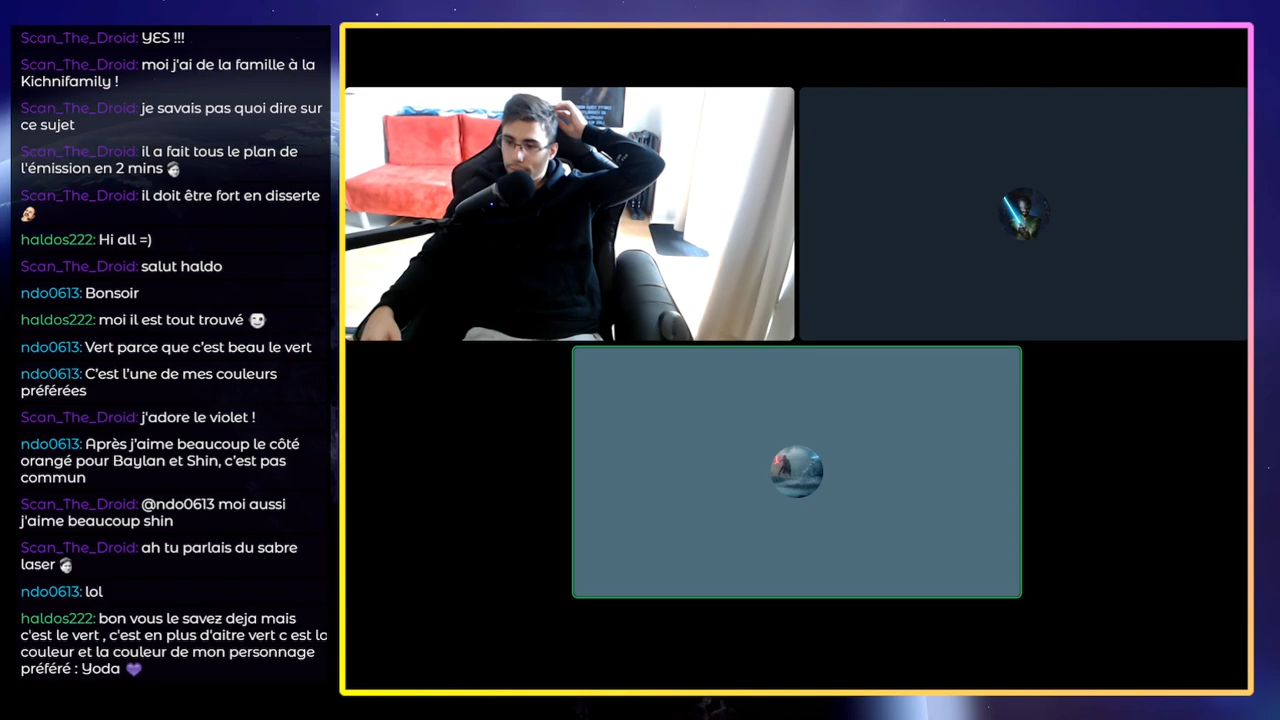 Scan_The_Droid: YES !!!
Scan_The_Droid: moi j'ai de la famille à la
Kichnifamily !
Scan_The_Droid: je savais pas quoi dire sur
ce sujet
Scan_The_Droid: il a fait tous le plan de
l'émission en 2 mins
Scan_The_Droid: il doit être fort en disserte
haldos222: Hi all =)
Scan_The_Droid: salut haldo
ndo0613: Bonsoir
haldos222: moi il est tout trouvé
ndo0613: Vert parce que c’est beau le vert
ndo0613: C’est l’une de mes couleurs
préférées
Scan_The_Droid: j'adore le violet !
ndo0613: Après j’aime beaucoup le côté
orangé pour Baylan et Shin, c’est pas
commun
Scan_The_Droid: @ndo0613 moi aussi
j'aime beaucoup shin
Scan_The_Droid: ah tu parlais du sabre
laser
ndo0613: lol
haldos222: bon vous le savez deja mais
c'est le vert , c'est en plus d'aitre vert c est
couleur et la couleur de mon personnage
préféré : Yoda 💜